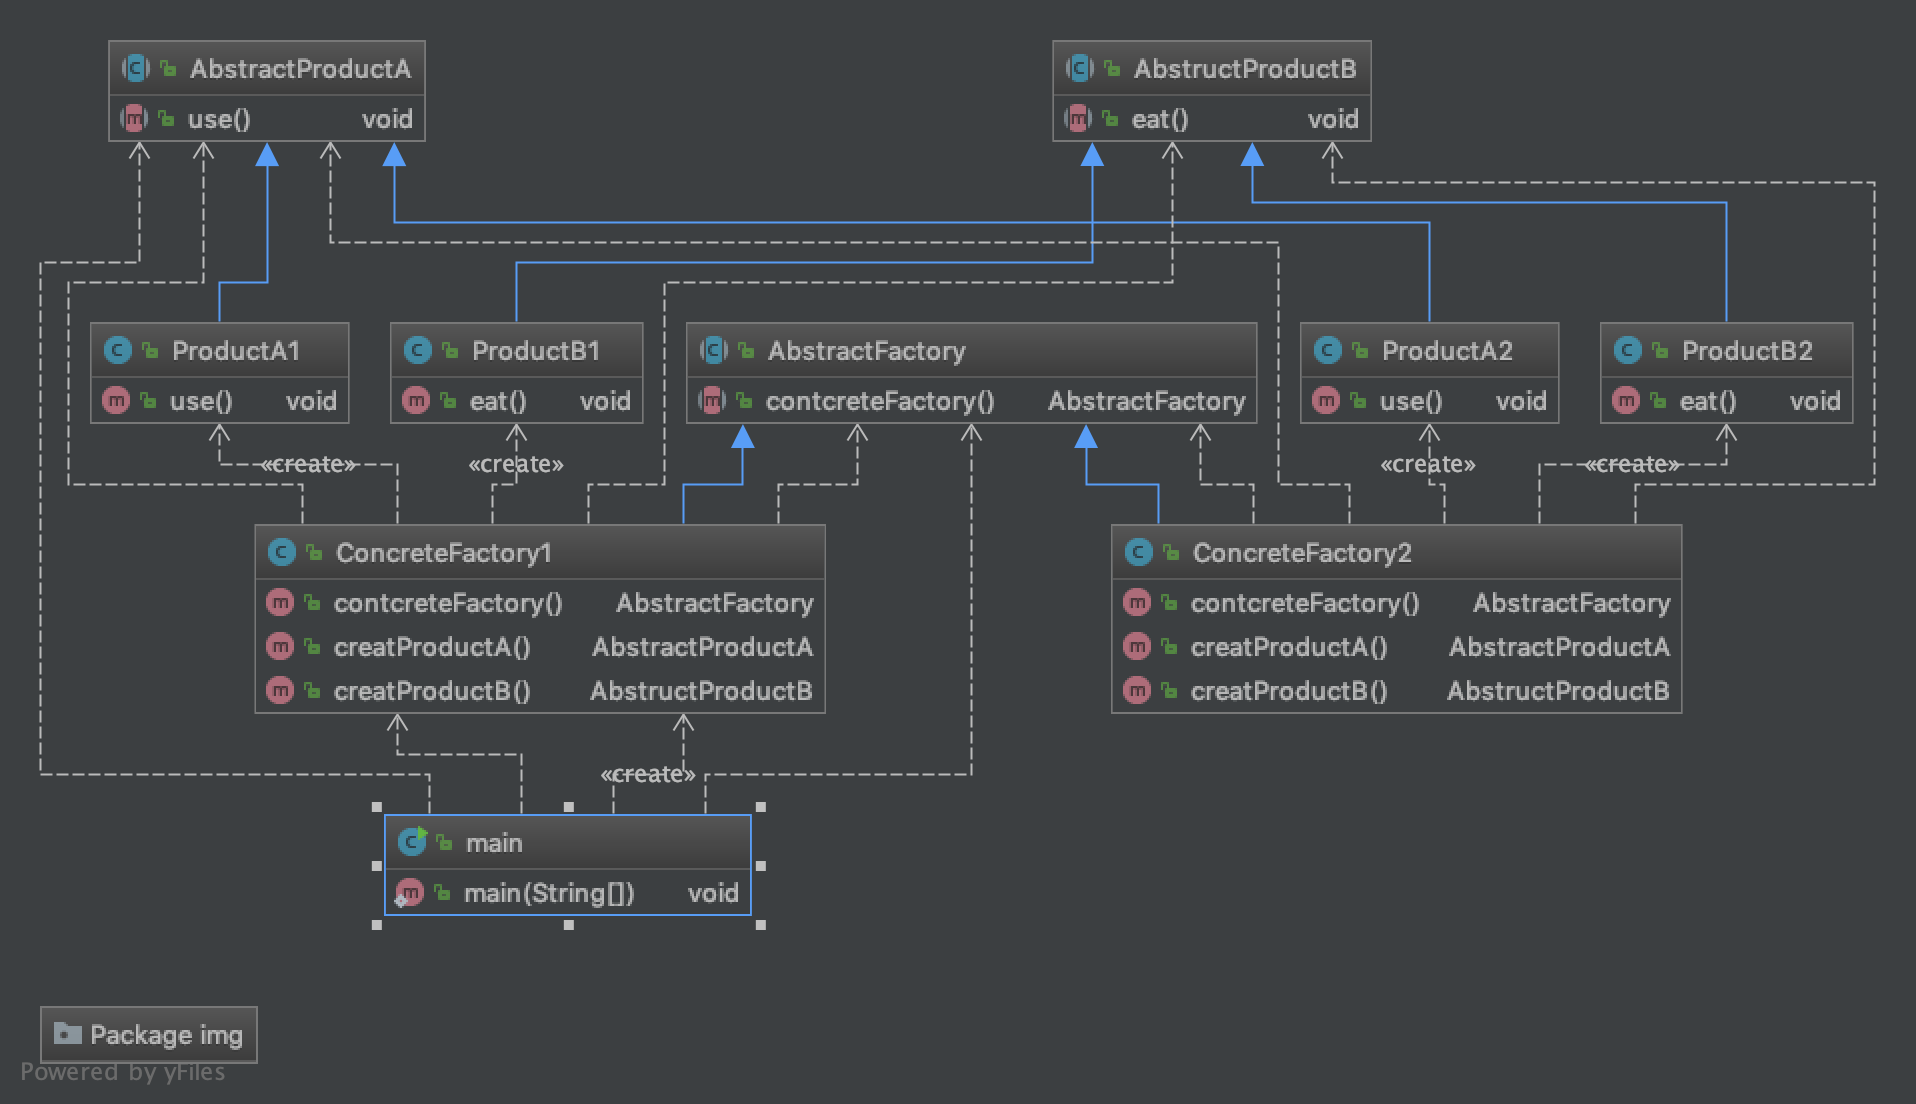 AbstractProductA
use() void
AbstructProductB
eat() void
ProductA1
use() void
ProductB1
eat() void
AbstractFactory
contcreteFactory() AbstractFactory
ProductA2
use() void
ProductB2
eat() void
«create»
«create»
«create»
«create»
ConcreteFactory1
contcreteFactory() AbstractFactory
creatProductA() AbstractProductA
creatProductB() AbstructProductB
ConcreteFactory2
contcreteFactory() AbstractFactory
creatProductA() AbstractProductA
creatProductB() AbstructProductB
«create»
main
main(String[]) void
Package img
Powered by yFiles